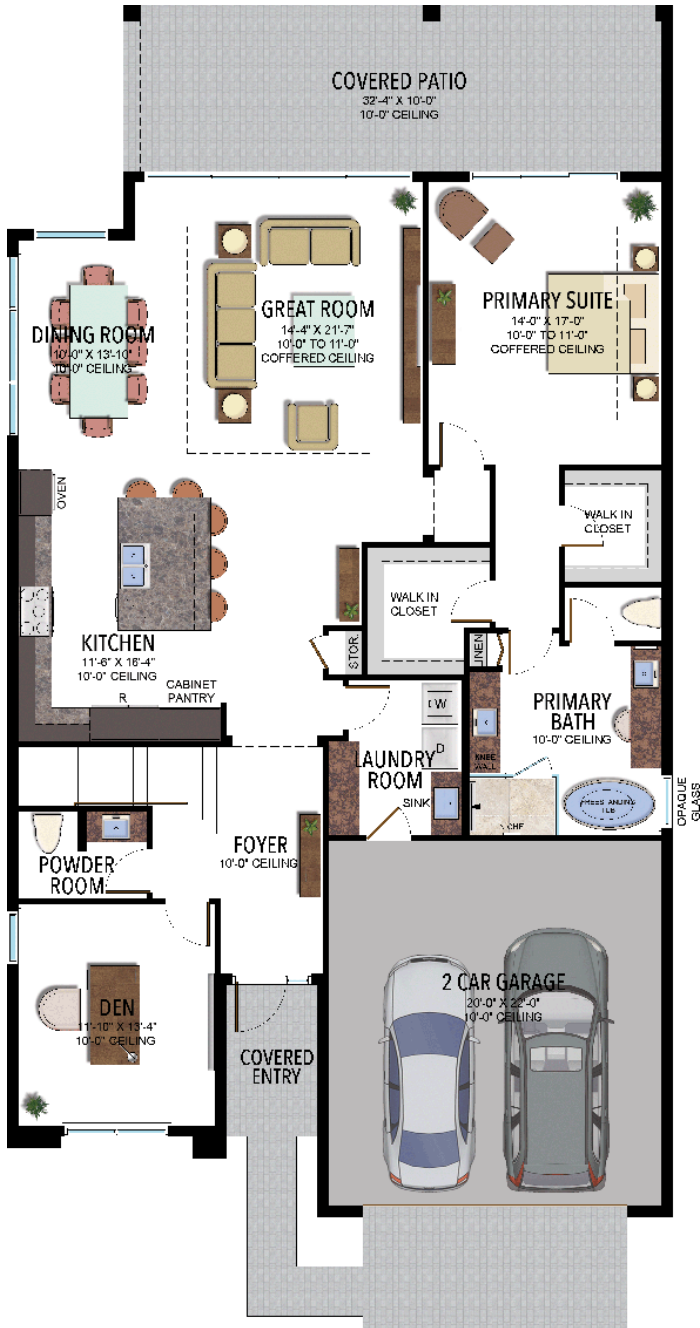 COVERED PATIO
32'-4" X 10'-0"
10'-0" CEILING
GREAT ROOM
14'-4" X 21'-7"
10'-0" TO 11'-0"
COFFERED CEILING
PRIMARY SUITE
14'-0" X 17'-0"
10'-0" TO 11'-0"
COFFERED CEILING
DINING ROOM
10'-0" X 13'-10"
10'-0" CEILING
OVEN
WALK IN
CLOSET
WALK IN
CLOSET
KITCHEN
11'-6" X 16'-4"
10'-0" CEILING
R
CABINET
PANTRY
STOR.
LINEN
PRIMARY
BATH
10'-0" CEILING
KNEE
WALL
W
D
LAUNDRY
ROOM
SINK
FREESTANDING
TUB
OPAQUE
GLASS
POWDER
ROOM
FOYER
10'-0" CEILING
DEN
11'-10" X 13'-4"
10'-0" CEILING
COVERED
ENTRY
2 CAR GARAGE
20'-0" X 22'-0"
10'-0" CEILING